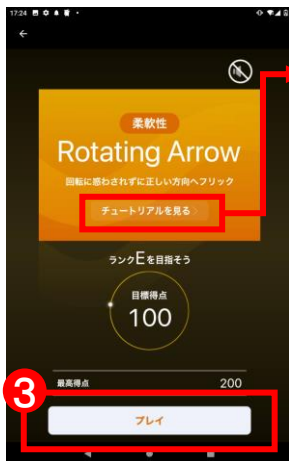 17:24
柔軟性
Rotating Arrow
回転に惑わされずに正しい方向へフリック
チュートリアルを見る
ランクEを目指そう
目標得点
100
最高得点 200
3
プレイ